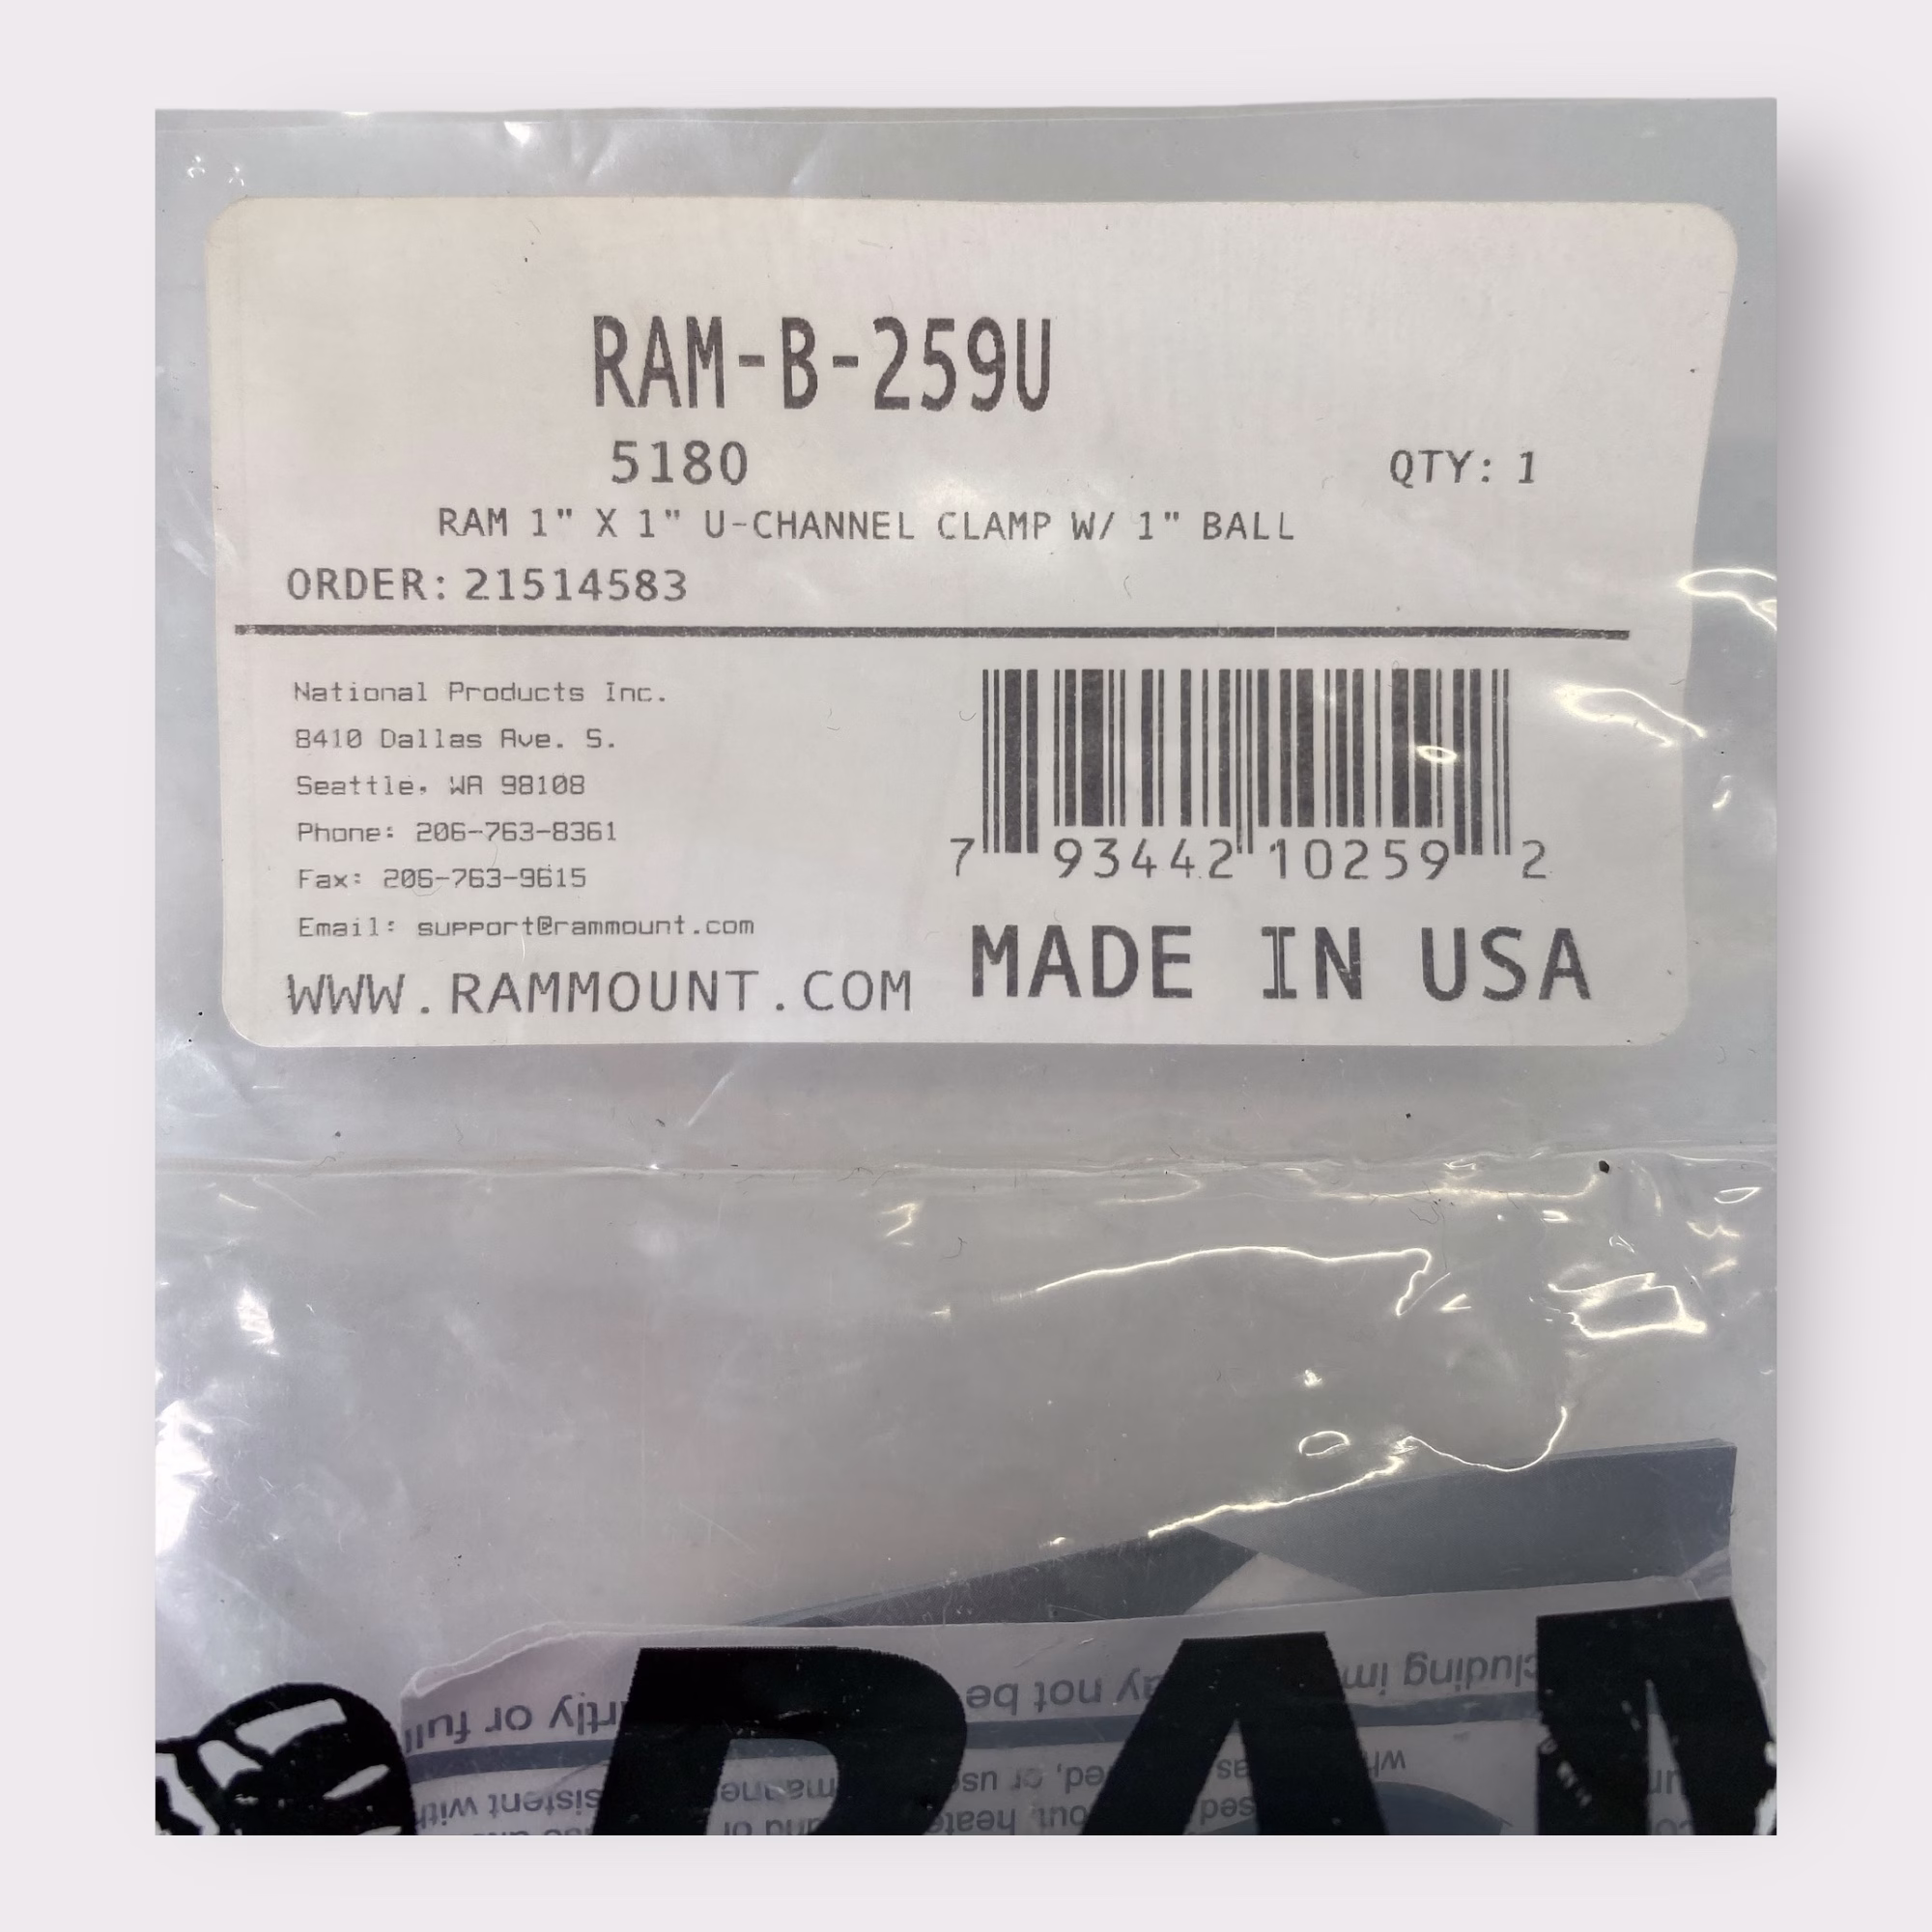 RAM-B-259U
5180
QTY: 1
RAM 1" X 1" U-CHANNEL CLAMP W/ 1" BALL
ORDER: 21514583
National Products Inc.
8410 Dallas Ave. S.
Seattle, WA 98108
Phone: 206-763-8361
Fax: 206-763-9615
Email: support@rammount.com
WWW.RAMMOUNT.COM
7 93442 10259 2
MADE IN USA
RAM